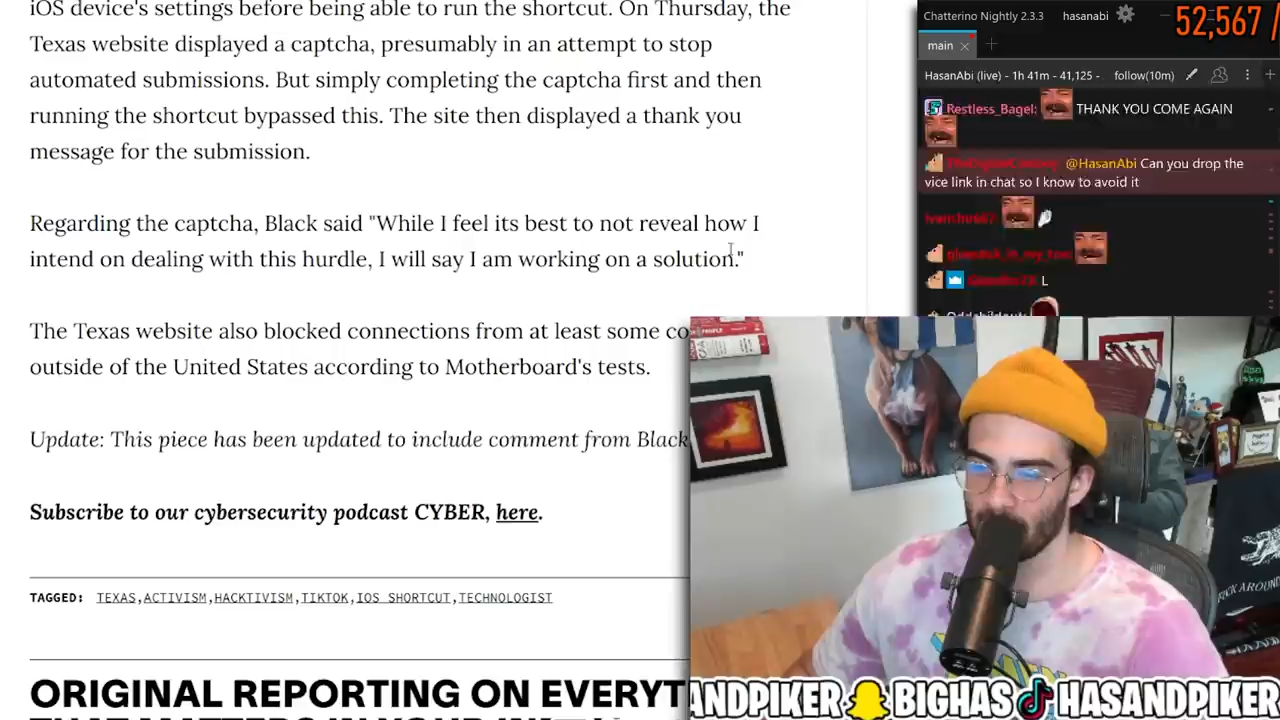 iOS device's settings before being able to run the shortcut. On Thursday, the
Texas website displayed a captcha, presumably in an attempt to stop
automated submissions. But simply completing the captcha first and then
running the shortcut bypassed this. The site then displayed a thank you
message for the submission.
Regarding the captcha, Black said "While I feel its best to not reveal how I
intend on dealing with this hurdle, I will say I am working on a solution."
The Texas website also blocked connections from at least some co
outside of the United States according to Motherboard's tests.
Update: This piece has been updated to include comment from Black
Subscribe to our cybersecurity podcast CYBER, here.
TAGGED: TEXAS,ACTIVISM,HACKTIVISM,TIKTOK,IOS SHORTCUT,TECHNOLOGIST
ORIGINAL REPORTING ON EVERYT
Chatterino Nightly 2.3.3 hasanabi
52,567 /
main
HasanAbi (live) - 1h 41m - 41,125 - follow(10m)
Restless_Bagel: THANK YOU COME AGAIN
@HasanAbi Can you drop the
vice link in chat so I know to avoid it
L
ANDPIKER BIGHAS HASANDPIKER